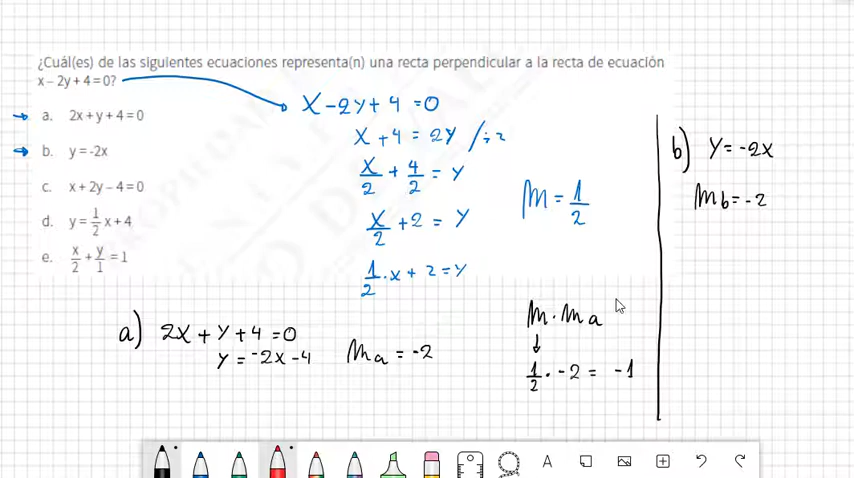 ¿Cuál(es) de las siguientes ecuaciones representa(n) una recta perpendicular a la recta de ecuación
x – 2y + 4 = 0?
a. 2x + y + 4 = 0
b. y = -2x
c. x + 2y – 4 = 0
d. y = 1/2 x + 4
e. x/2 + y/1 = 1
x - 2y + 4 = 0
x + 4 = 2y /:2
x/2 + 4/2 = y
x/2 + 2 = y
1/2 · x + 2 = y
m = 1/2
a) 2x + y + 4 = 0
y = -2x - 4
ma = -2
m · ma
↓
1/2 · -2 = -1
b) y = -2x
mb = -2
A